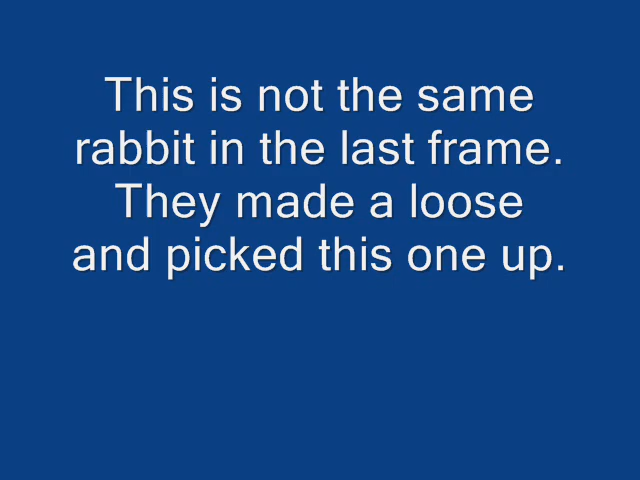 This is not the same
rabbit in the last frame.
They made a loose
and picked this one up.